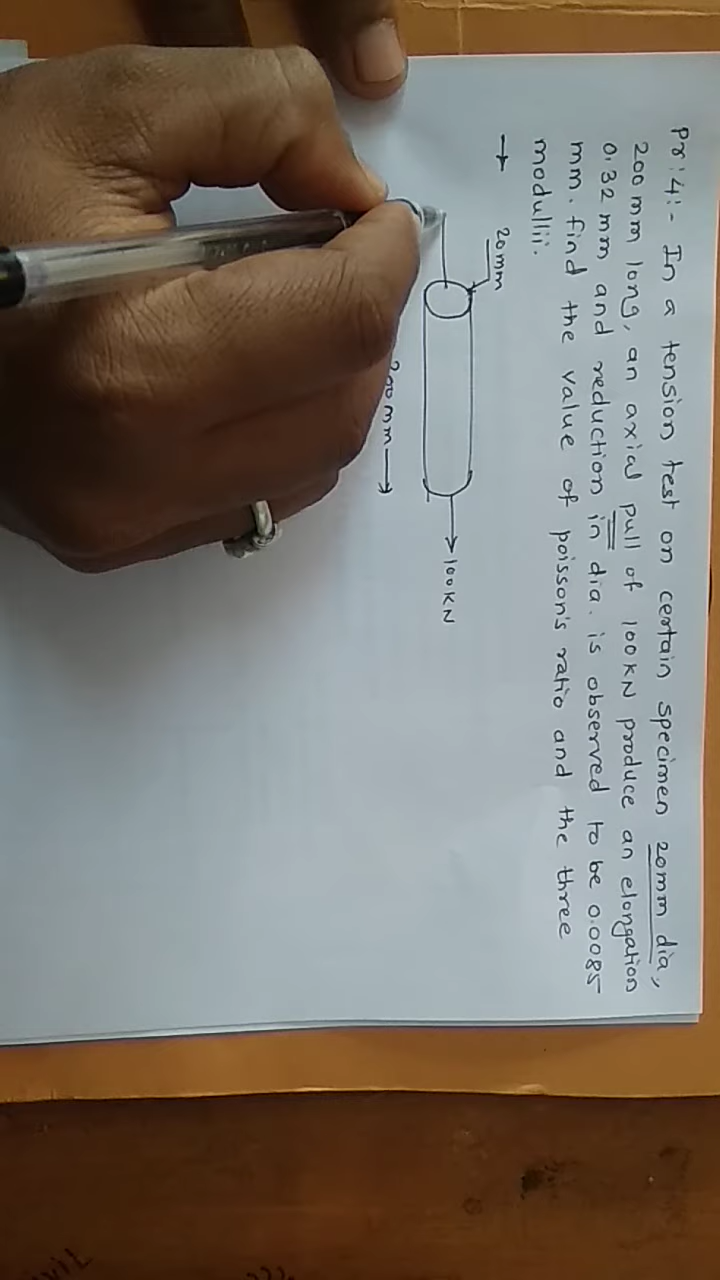 Pr:4:- In a tension test on certain specimen 20mm dia,
200 mm long, an axial pull of 100KN produce an elongation
0.32 mm and reduction in dia. is observed to be 0.0085
mm. find the value of poisson's ratio and the three
modulii.
20mm
100KN
200mm